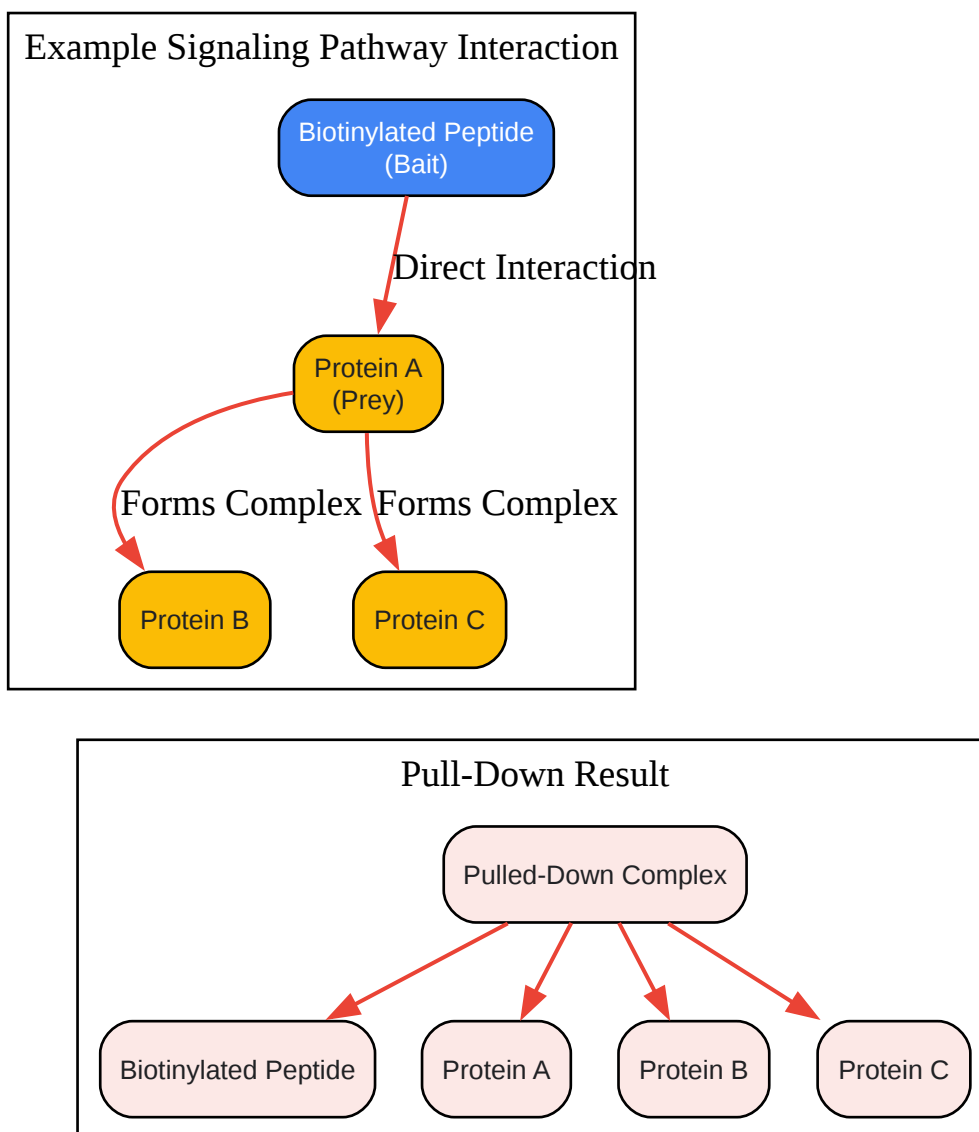 Example Signaling Pathway Interaction
Biotinylated Peptide
(Bait)
Direct Interaction
Protein A
(Prey)
Forms Complex
Forms Complex
Protein B
Protein C
Pull-Down Result
Pulled-Down Complex
Biotinylated Peptide
Protein A
Protein B
Protein C